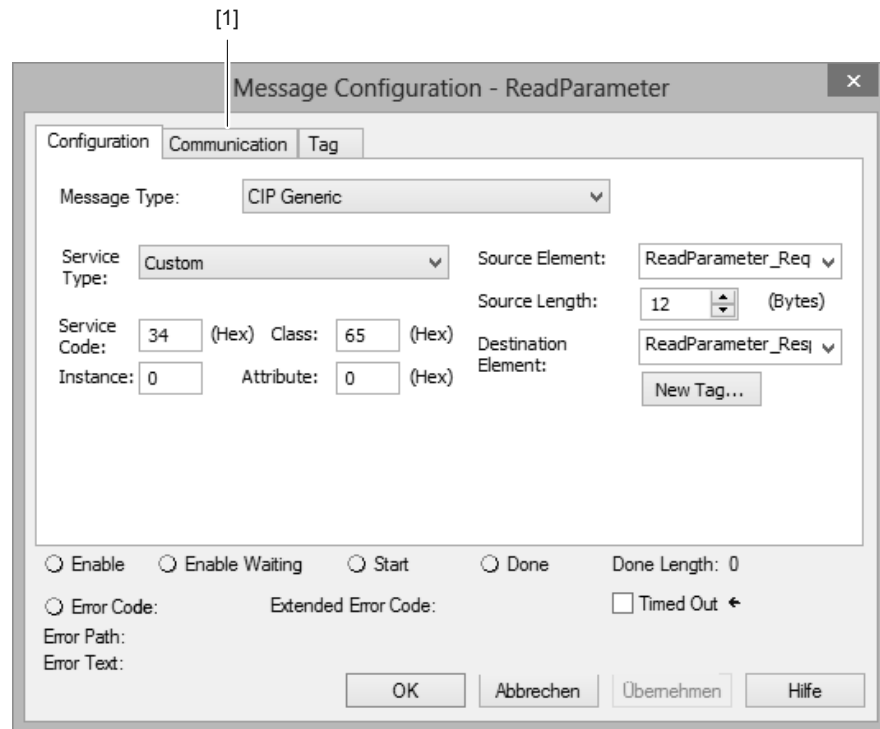 [1]
Message Configuration - ReadParameter
Configuration Communication Tag
Message Type: CIP Generic
Service Type: Custom
Source Element: ReadParameter_Req
Source Length: 12 (Bytes)
Service Code: 34 (Hex) Class: 65 (Hex)
Destination Element: ReadParameter_Resp
Instance: 0 Attribute: 0 (Hex)
New Tag...
Enable Enable Waiting Start Done Done Length: 0
Error Code: Extended Error Code: Timed Out
Error Path:
Error Text:
OK Abbrechen Übernehmen Hilfe